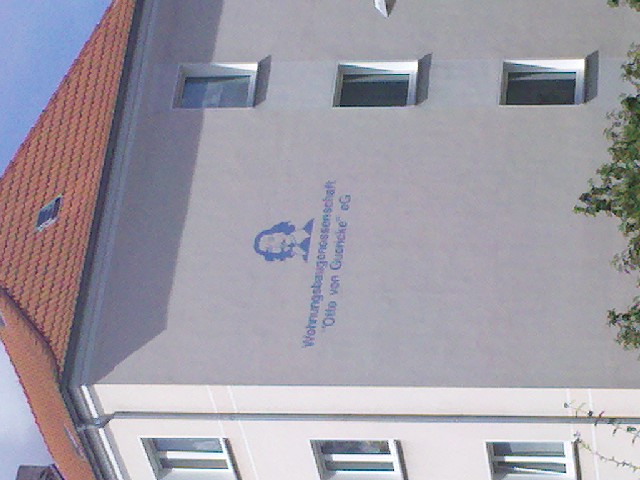 Wohnungsbaugenossenschaft
"Otto von Guericke" eG